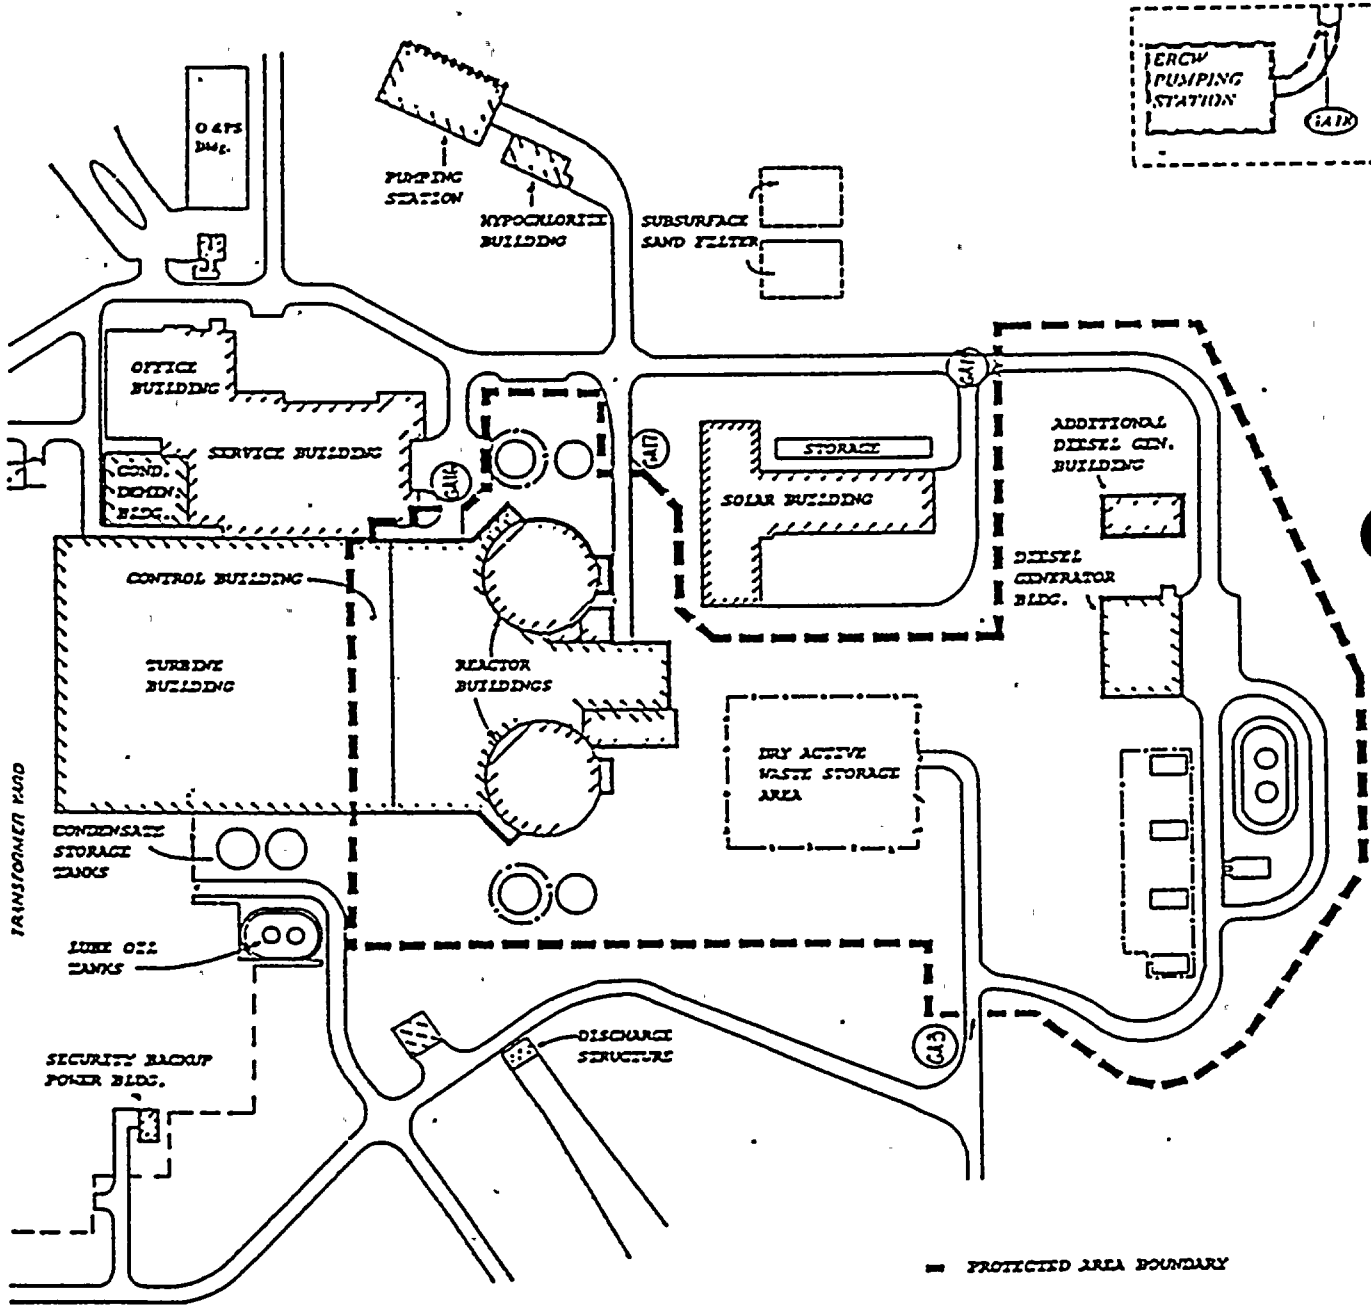 ERCW
PUMPING
STATION
O &PS
Bldg.
PUMPING
STATION
HYPOCHLORITE
BUILDING
SUBSURFACE
SAND FILTER
OFFICE
BUILDING
SERVICE BUILDING
COND.
DEMIN.
BLDG.
GA17
STORAGE
SOLAR BUILDING
ADDITIONAL
DIESEL GEN.
BUILDING
CONTROL BUILDING
DIESEL
GENERATOR
BLDG.
TURBINE
BUILDING
REACTOR
BUILDINGS
DRY ACTIVE
WASTE STORAGE
AREA
TRANSFORMER YARD
CONDENSATE
STORAGE
TANKS
LUBE OIL
TANKS
DISCHARGE
STRUCTURE
GA3
SECURITY BACKUP
POWER BLDG.
PROTECTED AREA BOUNDARY